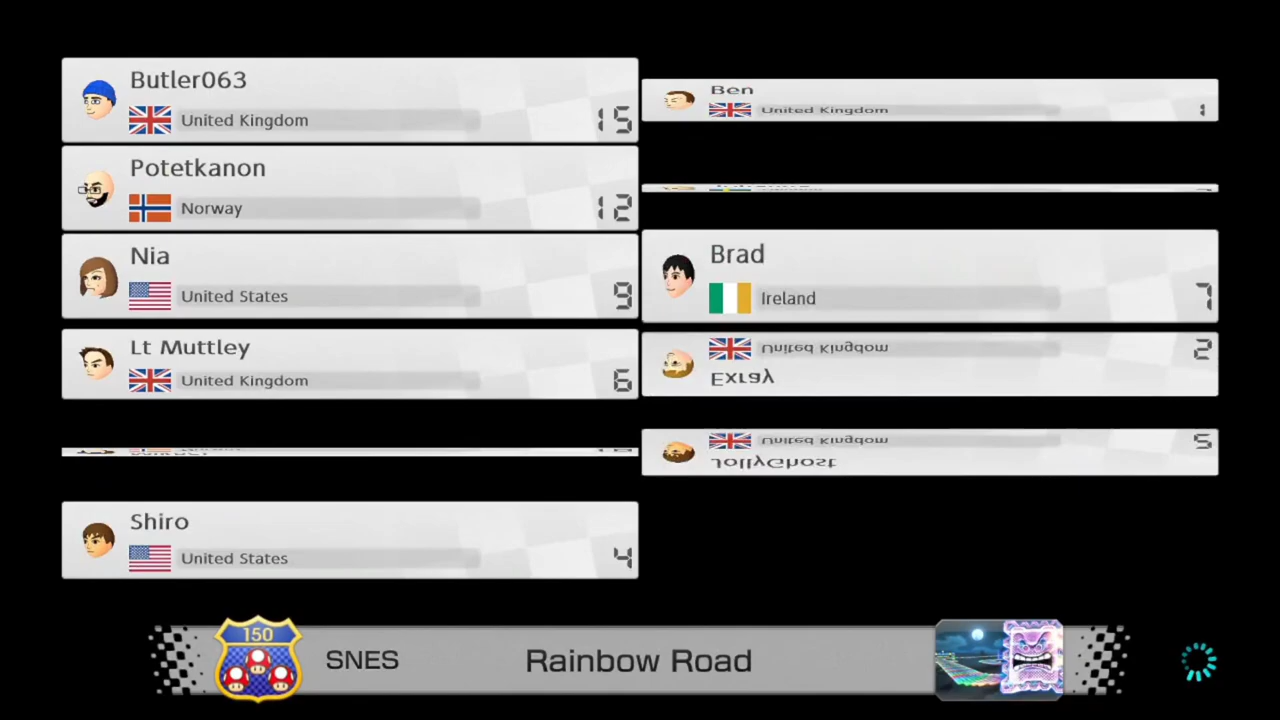 Butler063
United Kingdom
15
Potetkanon
Norway
12
Nia
United States
9
Lt Muttley
United Kingdom
6
Shiro
United States
4
Ben
United Kingdom
1
Brad
Ireland
7
United Kingdom
2
Exray
United Kingdom
5
JollyGhost
150
SNES
Rainbow Road